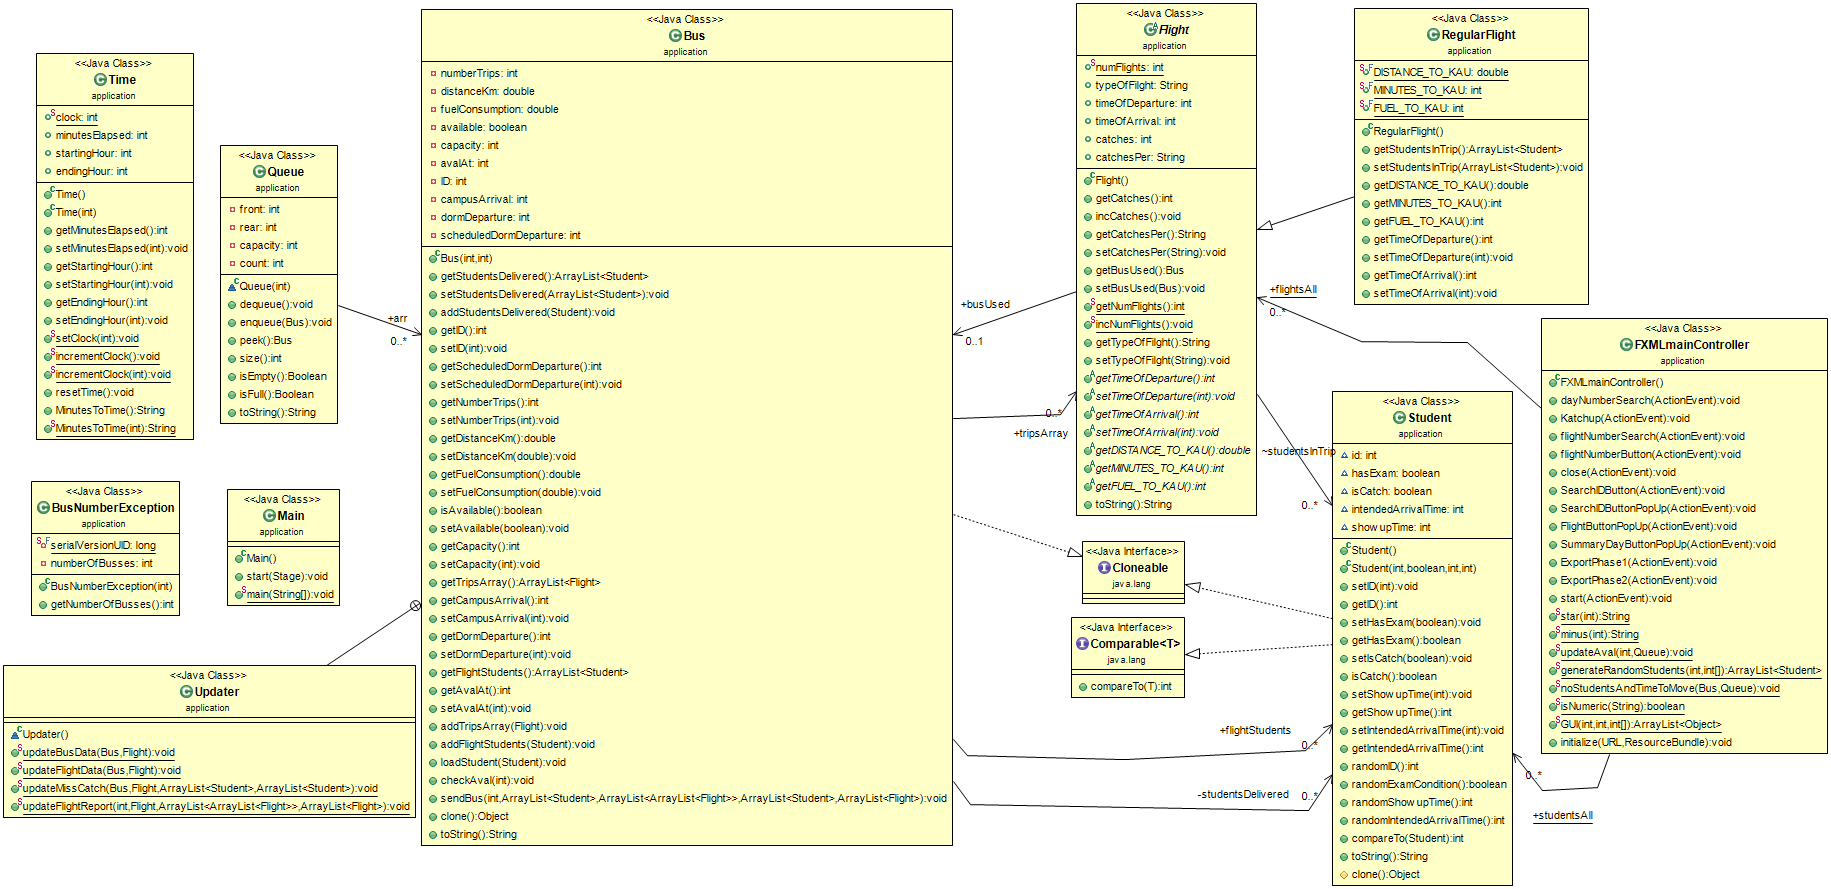 <<Java Class>>
Time
application
clock: int
minutesElapsed: int
startingHour: int
endingHour: int
Time()
Time(int)
getMinutesElapsed():int
setMinutesElapsed(int):void
getStartingHour():int
setStartingHour(int):void
getEndingHour():int
setEndingHour(int):void
setClock(int):void
incrementClock():void
incrementClock(int):void
resetTime():void
MinutesToTime():String
MinutesToTime(int):String
<<Java Class>>
Queue
application
front: int
rear: int
capacity: int
count: int
Queue(int)
dequeue():void
enqueue(Bus):void
peek():Bus
size():int
isEmpty():Boolean
isFull():Boolean
toString():String
+arr
0..*
<<Java Class>>
BusNumberException
application
serialVersionUID: long
numberOfBusses: int
BusNumberException(int)
getNumberOfBusses():int
<<Java Class>>
Main
application
Main()
start(Stage):void
main(String[]):void
<<Java Class>>
Updater
application
Updater()
updateBusData(Bus,Flight):void
updateFlightData(Bus,Flight):void
updateMissCatch(Bus,Flight,ArrayList<Student>,ArrayList<Student>):void
updateFlightReport(int,Flight,ArrayList<ArrayList<Flight>>,ArrayList<Flight>):void
<<Java Class>>
Bus
application
numberTrips: int
distanceKm: double
fuelConsumption: double
available: boolean
capacity: int
avalAt: int
ID: int
campusArrival: int
dormDeparture: int
scheduledDormDeparture: int
Bus(int,int)
getStudentsDelivered():ArrayList<Student>
setStudentsDelivered(ArrayList<Student>):void
addStudentsDelivered(Student):void
getID():int
setID(int):void
getScheduledDormDeparture():int
setScheduledDormDeparture(int):void
getNumberTrips():int
setNumberTrips(int):void
getDistanceKm():double
setDistanceKm(double):void
getFuelConsumption():double
setFuelConsumption(double):void
isAvailable():boolean
setAvailable(boolean):void
getCapacity():int
setCapacity(int):void
getTripsArray():ArrayList<Flight>
getCampusArrival():int
setCampusArrival(int):void
getDormDeparture():int
setDormDeparture(int):void
getFlightStudents():ArrayList<Student>
getAvalAt():int
setAvalAt(int):void
addTripsArray(Flight):void
addFlightStudents(Student):void
loadStudent(Student):void
checkAval(int):void
sendBus(int,ArrayList<Student>,ArrayList<ArrayList<Flight>>,ArrayList<Student>,ArrayList<Flight>):void
clone():Object
toString():String
+busUsed
0..1
0..*
+tripsArray
<<Java Class>>
Flight
application
numFlights: int
typeOfFilght: String
timeOfDeparture: int
timeOfArrival: int
catches: int
catchesPer: String
Flight()
getCatches():int
incCatches():void
getCatchesPer():String
setCatchesPer(String):void
getBusUsed():Bus
setBusUsed(Bus):void
getNumFlights():int
incNumFlights():void
getTypeOfFilght():String
setTypeOfFilght(String):void
getTimeOfDeparture():int
setTimeOfDeparture(int):void
getTimeOfArrival():int
setTimeOfArrival(int):void
getDISTANCE_TO_KAU():double
getMINUTES_TO_KAU():int
getFUEL_TO_KAU():int
toString():String
<<Java Interface>>
Cloneable
java.lang
<<Java Interface>>
Comparable<T>
java.lang
compareTo(T):int
+flightStudents
0..*
-studentsDelivered
0..*
<<Java Class>>
RegularFlight
application
DISTANCE_TO_KAU: double
MINUTES_TO_KAU: int
FUEL_TO_KAU: int
RegularFlight()
getStudentsInTrip():ArrayList<Student>
setStudentsInTrip(ArrayList<Student>):void
getDISTANCE_TO_KAU():double
getMINUTES_TO_KAU():int
getFUEL_TO_KAU():int
getTimeOfDeparture():int
setTimeOfDeparture(int):void
getTimeOfArrival():int
setTimeOfArrival(int):void
+flightsAll
0..*
~studentsInTrip
0..*
<<Java Class>>
Student
application
id: int
hasExam: boolean
isCatch: boolean
intendedArrivalTime: int
showupTime: int
Student()
Student(int,boolean,int,int)
setID(int):void
getID():int
setHasExam(boolean):void
getHasExam():boolean
setIsCatch(boolean):void
isCatch():boolean
setShowupTime(int):void
getShowupTime():int
setIntendedArrivalTime(int):void
getIntendedArrivalTime():int
randomID():int
randomExamCondition():boolean
randomShowupTime():int
randomIntendedArrivalTime():int
compareTo(Student):int
toString():String
clone():Object
<<Java Class>>
FXMLmainController
application
FXMLmainController()
dayNumberSearch(ActionEvent):void
Katchup(ActionEvent):void
flightNumberSearch(ActionEvent):void
flightNumberButton(ActionEvent):void
close(ActionEvent):void
SearchIDButton(ActionEvent):void
SearchIDButtonPopUp(ActionEvent):void
FlightButtonPopUp(ActionEvent):void
SummaryDayButtonPopUp(ActionEvent):void
ExportPhase1(ActionEvent):void
ExportPhase2(ActionEvent):void
start(ActionEvent):void
star(int):String
minus(int):String
updateAval(int,Queue):void
generateRandomStudents(int,int[]):ArrayList<Student>
noStudentsAndTimeToMove(Bus,Queue):void
isNumeric(String):boolean
GUI(int,int,int[]):ArrayList<Object>
initialize(URL,ResourceBundle):void
0..*
+studentsAll